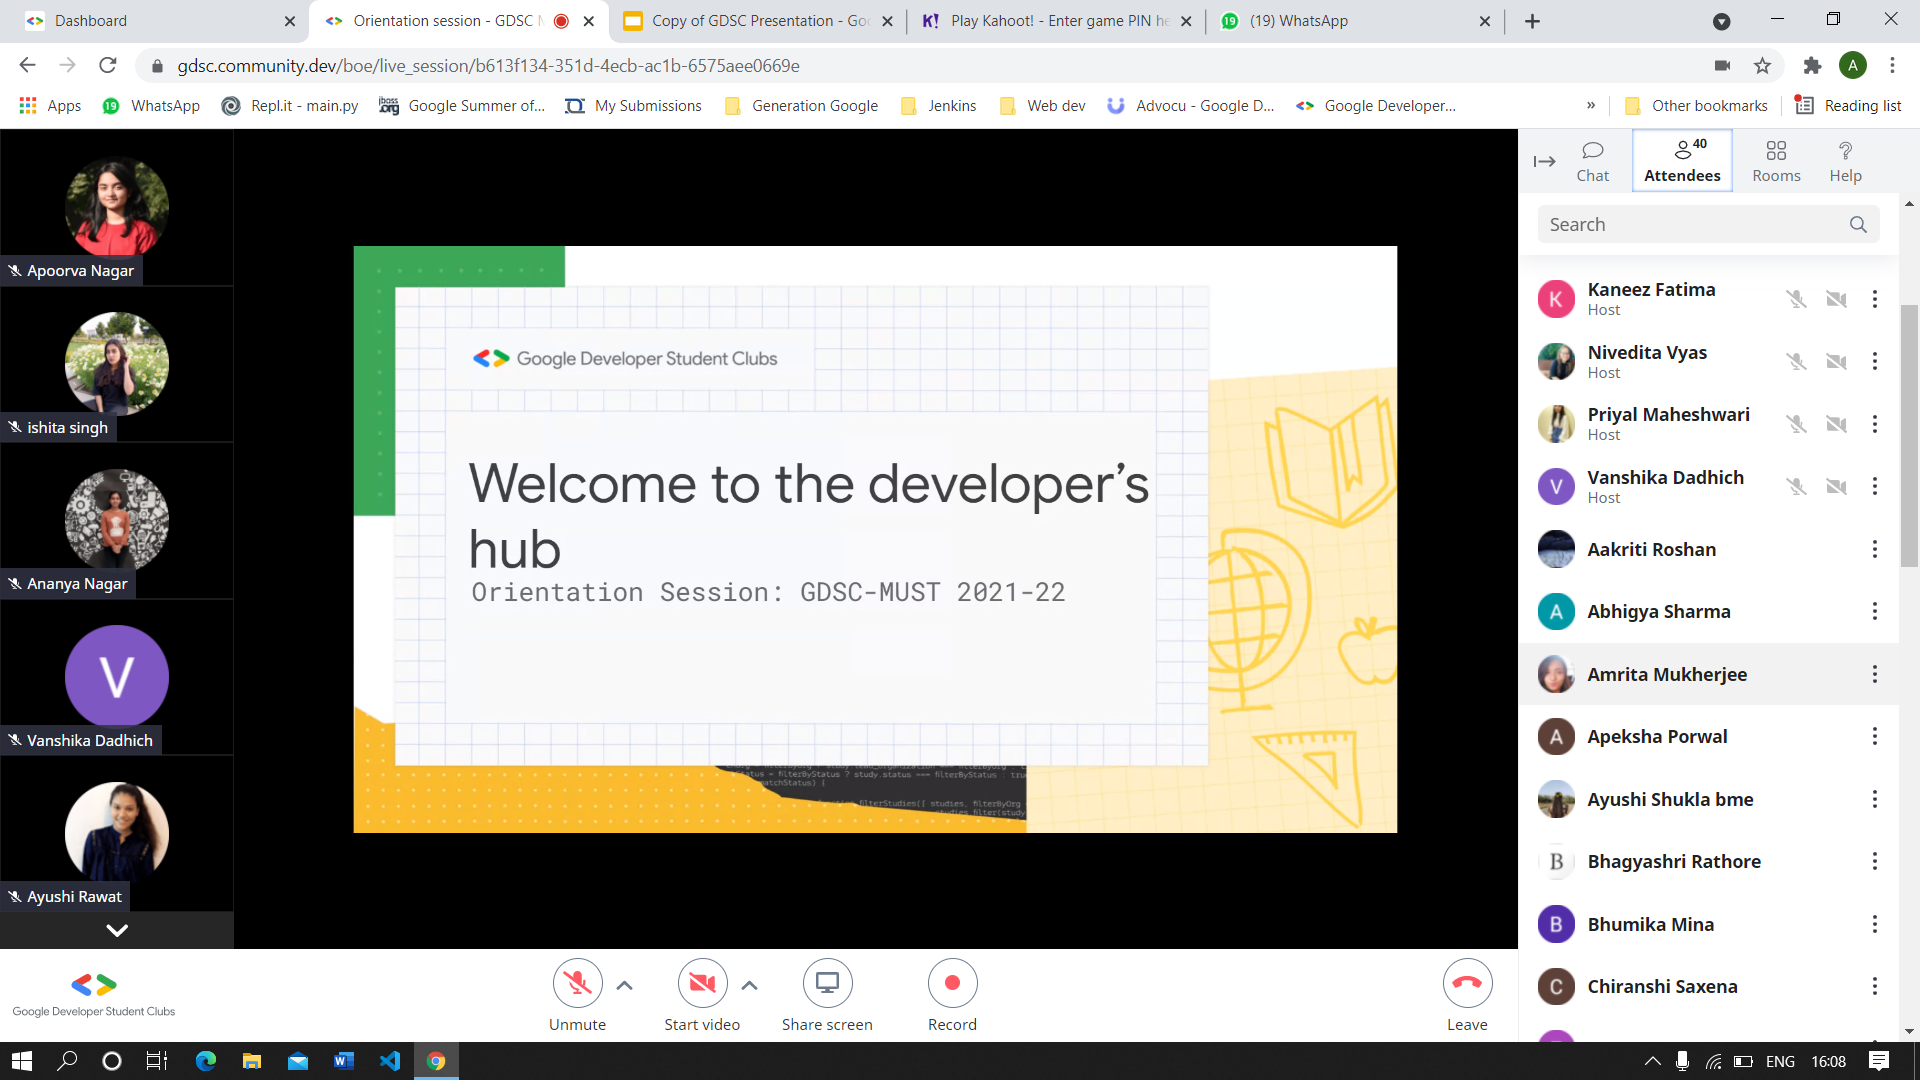 Dashboard
Orientation session - GDSC M
Copy of GDSC Presentation - Goo
K! Play Kahoot! - Enter game PIN he
19 (19) WhatsApp
gdsc.community.dev/boe/live_session/b613f134-351d-4ecb-ac1b-6575aee0669e
A
Apps
19 WhatsApp
Repl.it - main.py
jboss.org Google Summer of...
My Submissions
Generation Google
Jenkins
Web dev
Advocu - Google D...
Google Developer...
»
Other bookmarks
Reading list
Apoorva Nagar
ishita singh
Ananya Nagar
V
Vanshika Dadhich
Ayushi Rawat
Google Developer Student Clubs
Welcome to the developer’s
hub
Orientation Session: GDSC-MUST 2021-22
Chat
40
Attendees
Rooms
Help
Search
K
Kaneez Fatima
Host
Nivedita Vyas
Host
Priyal Maheshwari
Host
V
Vanshika Dadhich
Host
Aakriti Roshan
A
Abhigya Sharma
Amrita Mukherjee
A
Apeksha Porwal
Ayushi Shukla bme
B
Bhagyashri Rathore
B
Bhumika Mina
C
Chiranshi Saxena
Google Developer Student Clubs
Unmute
Start video
Share screen
Record
Leave
ENG
16:08